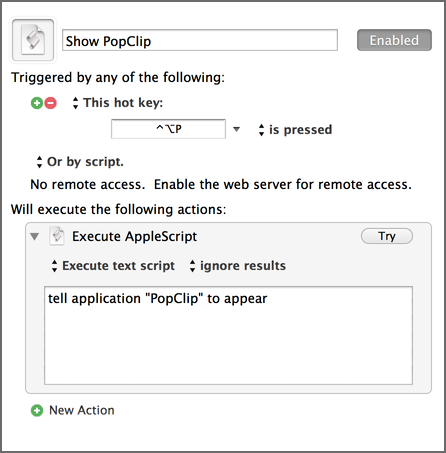 Show PopClip
Enabled
Triggered by any of the following:
This hot key:
^⌥P is pressed
Or by script.
No remote access.  Enable the web server for remote access.
Will execute the following actions:
Execute AppleScript
Try
Execute text script ignore results
tell application "PopClip" to appear
New Action